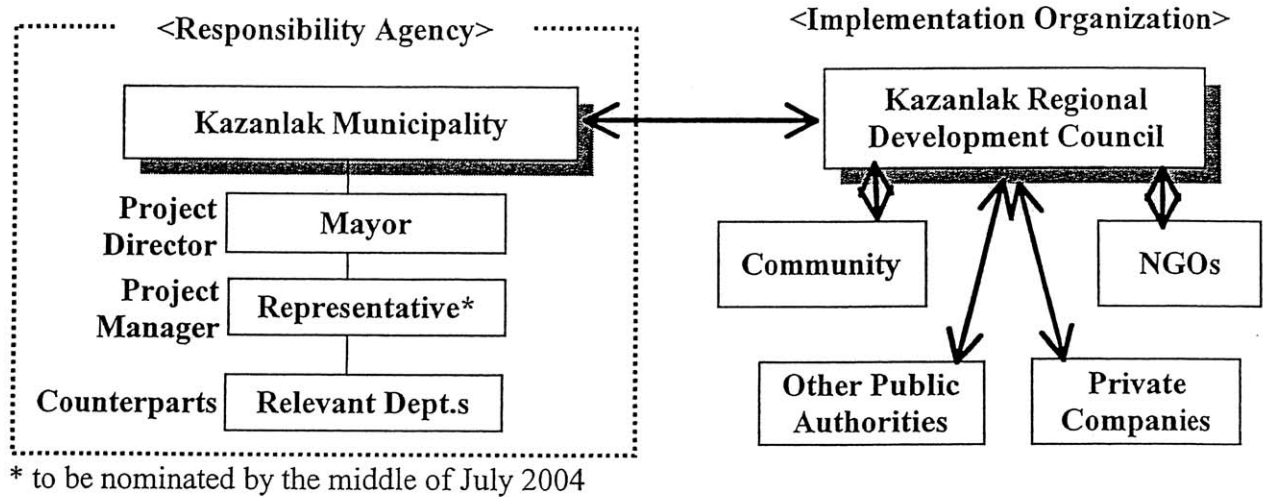 <Responsibility Agency>
Kazanlak Municipality
Project
Director
Mayor
Project
Manager
Representative*
Counterparts
Relevant Dept.s
* to be nominated by the middle of July 2004
<Implementation Organization>
Kazanlak Regional
Development Council
Community
NGOs
Other Public
Authorities
Private
Companies